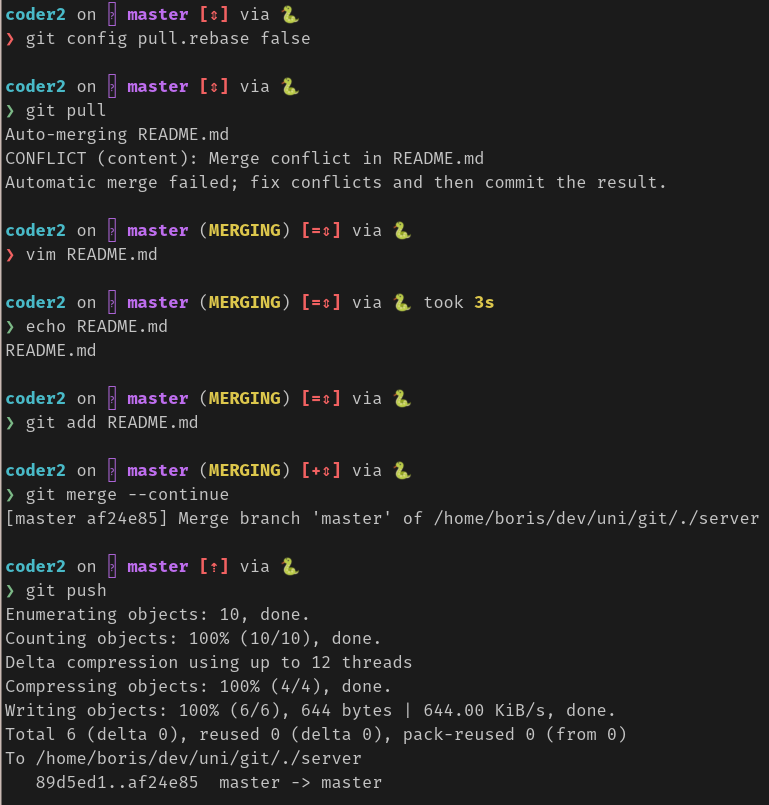 coder2 on master [⇕] via 🐍
❯ git config pull.rebase false
coder2 on master [⇕] via 🐍
❯ git pull
Auto-merging README.md
CONFLICT (content): Merge conflict in README.md
Automatic merge failed; fix conflicts and then commit the result.
coder2 on master (MERGING) [=⇕] via 🐍
❯ vim README.md
coder2 on master (MERGING) [=⇕] via 🐍 took 3s
❯ echo README.md
README.md
coder2 on master (MERGING) [=⇕] via 🐍
❯ git add README.md
coder2 on master (MERGING) [+⇕] via 🐍
❯ git merge --continue
[master af24e85] Merge branch 'master' of /home/boris/dev/uni/git/./server
coder2 on master [⇡] via 🐍
❯ git push
Enumerating objects: 10, done.
Counting objects: 100% (10/10), done.
Delta compression using up to 12 threads
Compressing objects: 100% (4/4), done.
Writing objects: 100% (6/6), 644 bytes | 644.00 KiB/s, done.
Total 6 (delta 0), reused 0 (delta 0), pack-reused 0 (from 0)
To /home/boris/dev/uni/git/./server
   89d5ed1..af24e85  master -> master